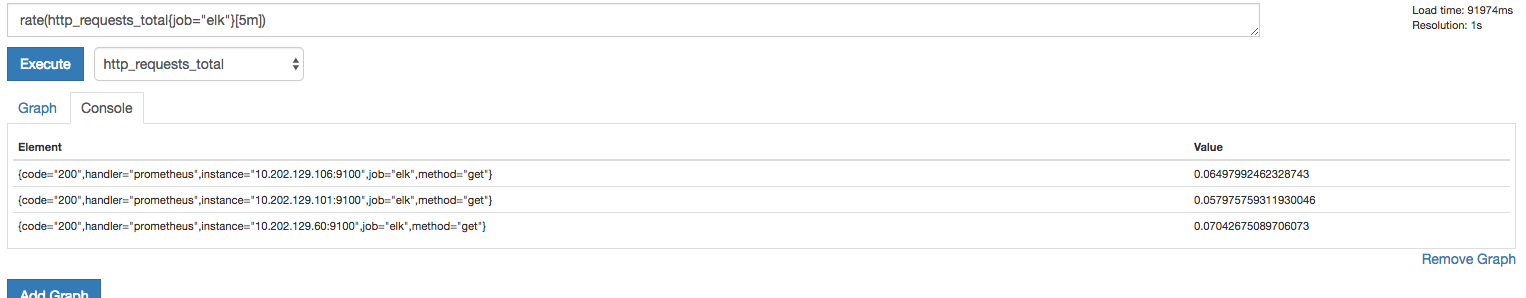 rate(http_requests_total{job="elk"}[5m])
Load time: 91974ms
Resolution: 1s
Execute
http_requests_total
Graph
Console
Element Value
{code="200",handler="prometheus",instance="10.202.129.106:9100",job="elk",method="get"} 0.06497992462328743
{code="200",handler="prometheus",instance="10.202.129.101:9100",job="elk",method="get"} 0.057975759311930046
{code="200",handler="prometheus",instance="10.202.129.60:9100",job="elk",method="get"} 0.07042675089706073
Remove Graph
Add Graph